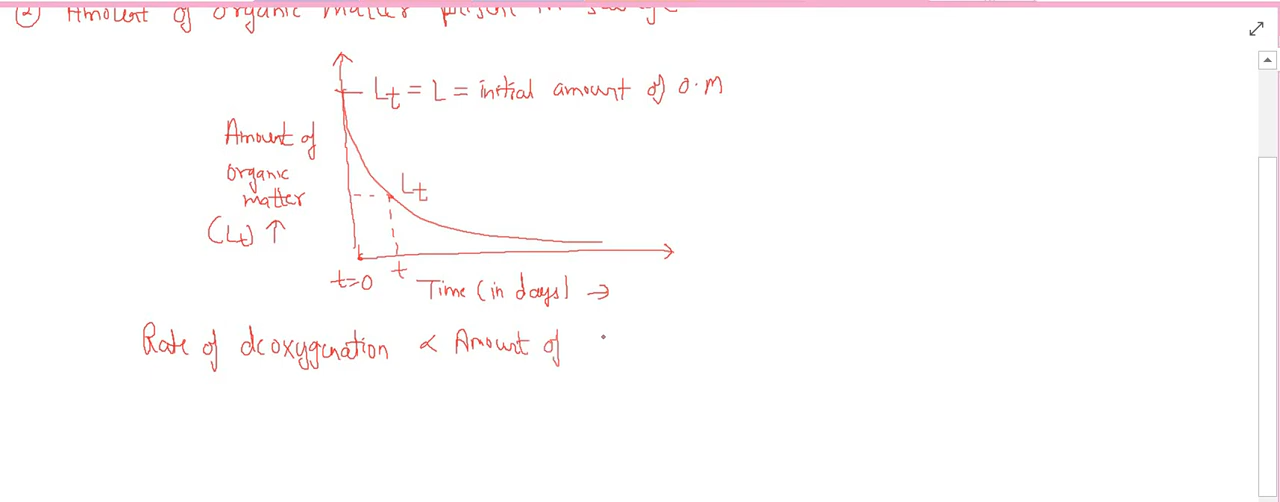 ② Amount of organic matter present in sewage
Lt = L = initial amount of O.M
Amount of
organic
matter
(Lt) ↑
Lt
t=0
t
Time (in days) →
Rate of deoxygenation ∝ Amount of